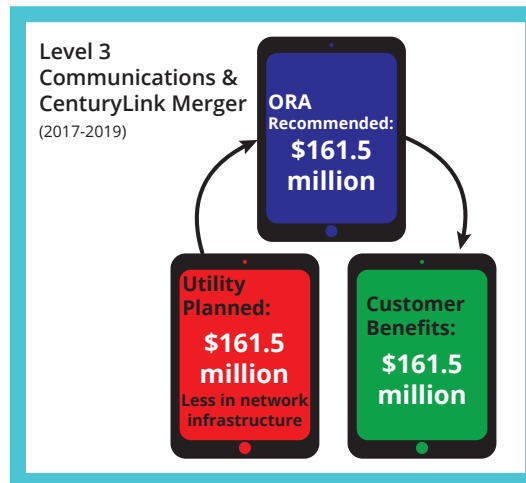 Level 3
Communications &
CenturyLink Merger
(2017-2019)
ORA
Recommended:
$161.5
million
Utility
Planned:
$161.5
million
Less in network
infrastructure
Customer
Benefits:
$161.5
million